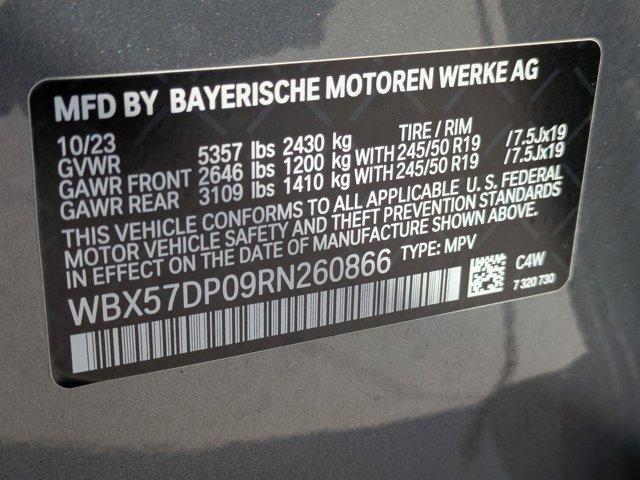 MFD BY BAYERISCHE MOTOREN WERKE AG
10/23 TIRE / RIM
GVWR 5357 lbs 2430 kg
GAWR FRONT 2646 lbs 1200 kg WITH 245/50 R19 /7.5Jx19
GAWR REAR 3109 lbs 1410 kg WITH 245/50 R19 /7.5Jx19
THIS VEHICLE CONFORMS TO ALL APPLICABLE U. S. FEDERAL
MOTOR VEHICLE SAFETY AND THEFT PREVENTION STANDARDS
IN EFFECT ON THE DATE OF MANUFACTURE SHOWN ABOVE.
WBX57DP09RN260866 TYPE: MPV
C4W
7 320 730